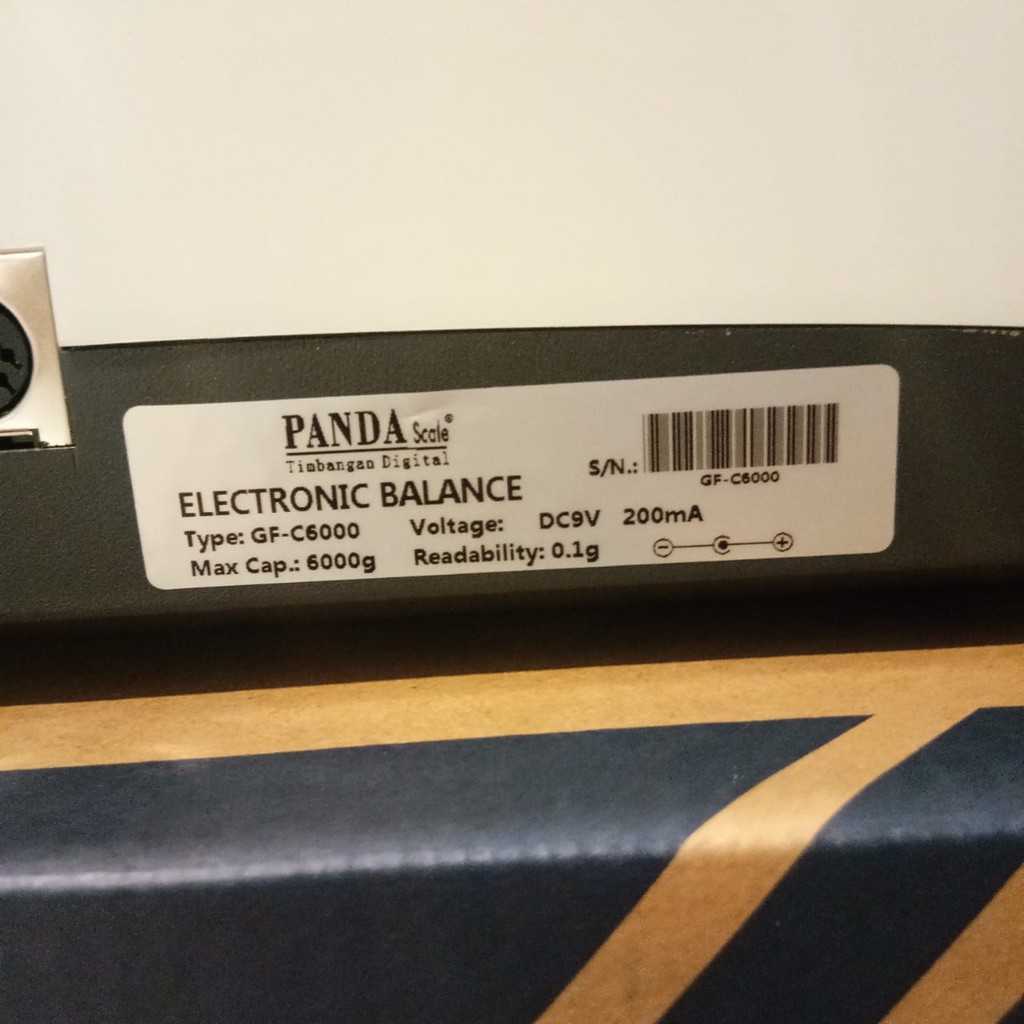 PANDA Scale®
Timbangan Digital
ELECTRONIC BALANCE
Type: GF-C6000 Voltage: DC9V 200mA
Max Cap.: 6000g Readability: 0.1g
S/N.:
GF-C6000